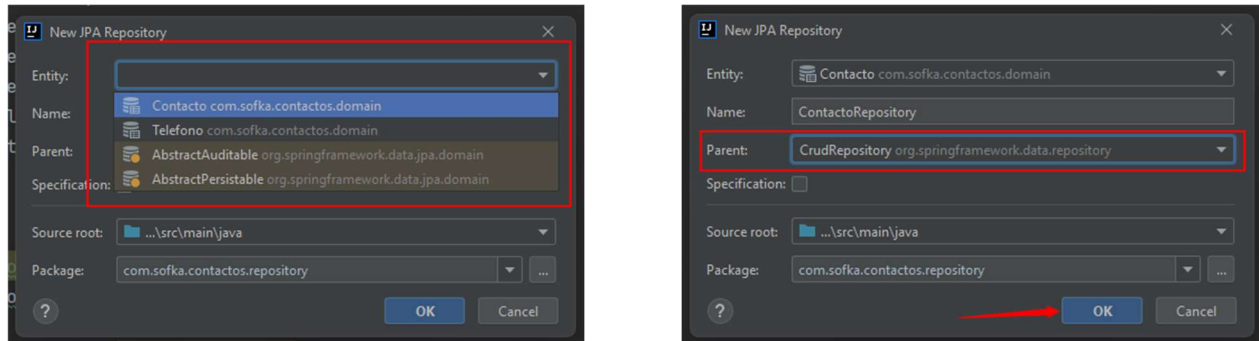 New JPA Repository
Entity:
Contacto com.sofka.contactos.domain
Name:
Telefono com.sofka.contactos.domain
Parent:
AbstractAuditable org.springframework.data.jpa.domain
AbstractPersistable org.springframework.data.jpa.domain
Specification:
Source root: ...\src\main\java
Package: com.sofka.contactos.repository ...
? OK Cancel
New JPA Repository
Entity: Contacto com.sofka.contactos.domain
Name: ContactoRepository
Parent: CrudRepository org.springframework.data.repository
Specification:
Source root: ...\src\main\java
Package: com.sofka.contactos.repository ...
? OK Cancel